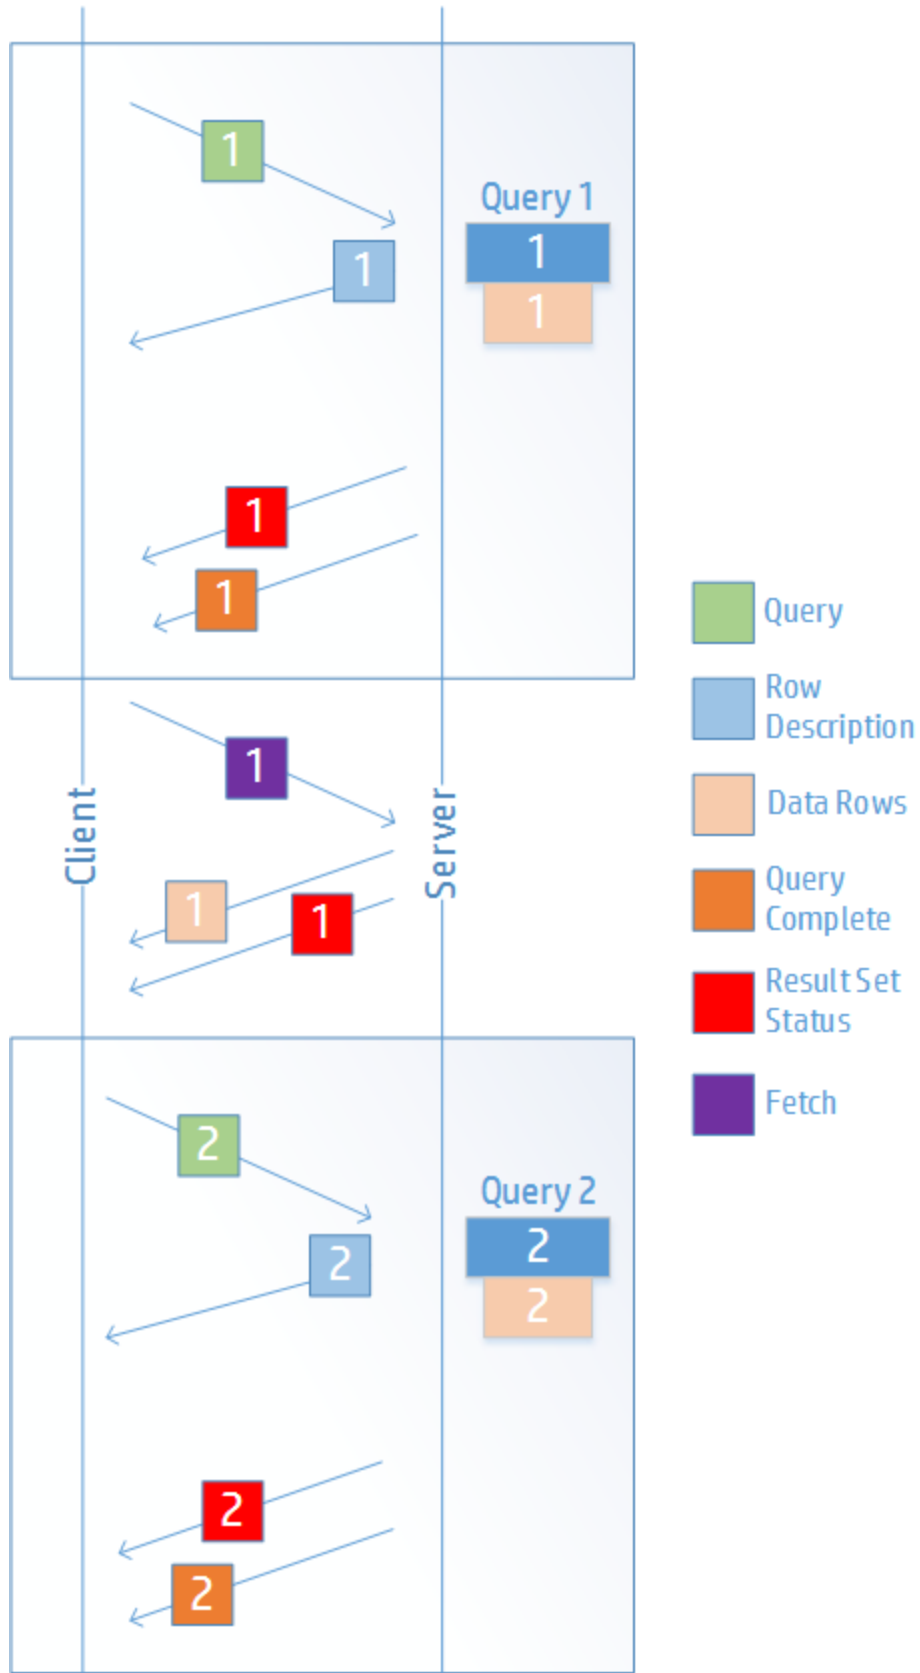 1
Query 1
1
1
1
1
1
Query
Row
Description
1
Client
Server
Data Rows
1
1
Query
Complete
Result Set
Status
Fetch
2
Query 2
2
2
2
2
2